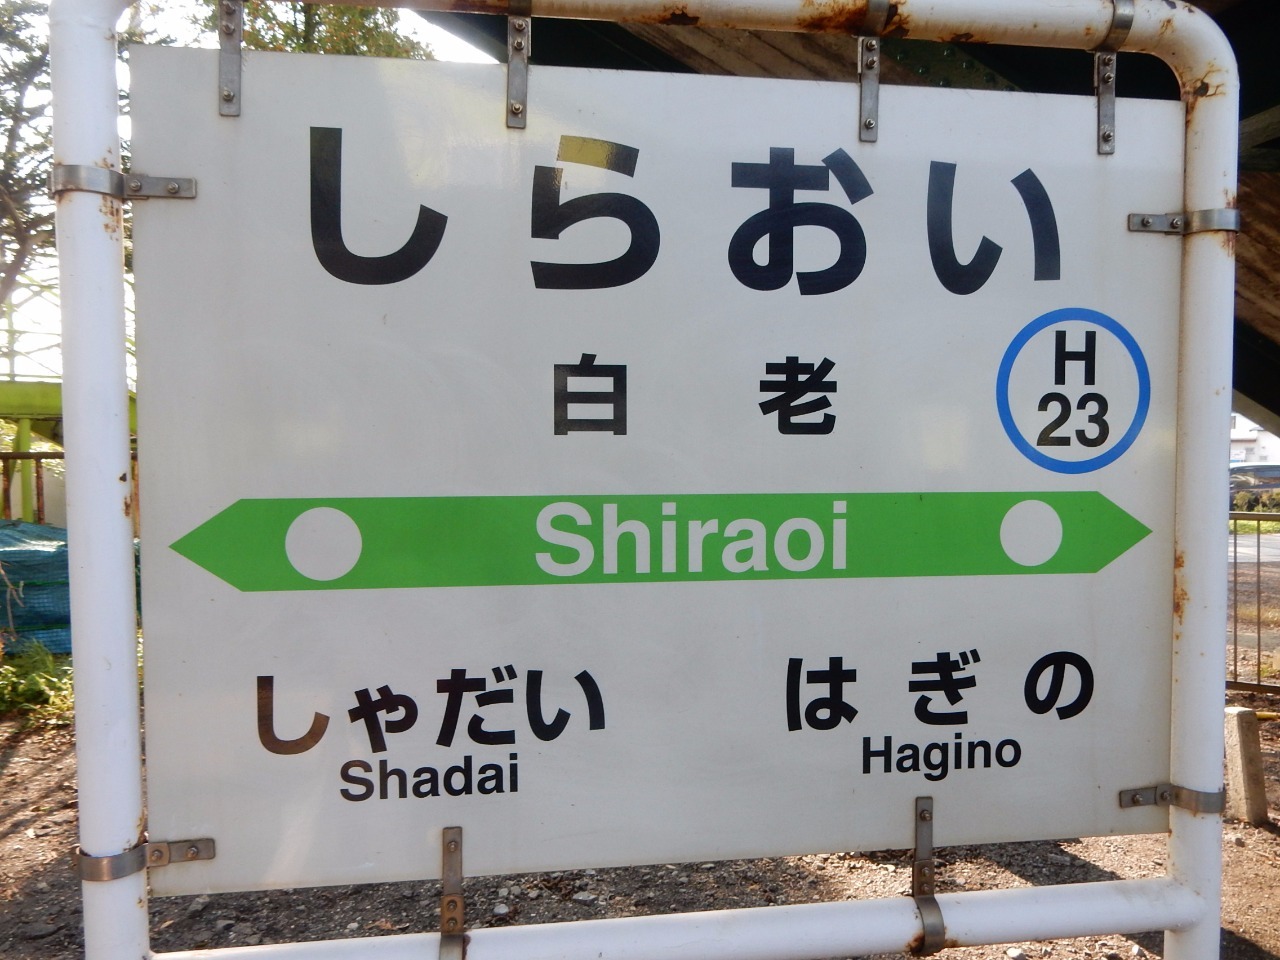 しらおい
白老
H
23
Shiraoi
しゃだい
Shadai
はぎの
Hagino